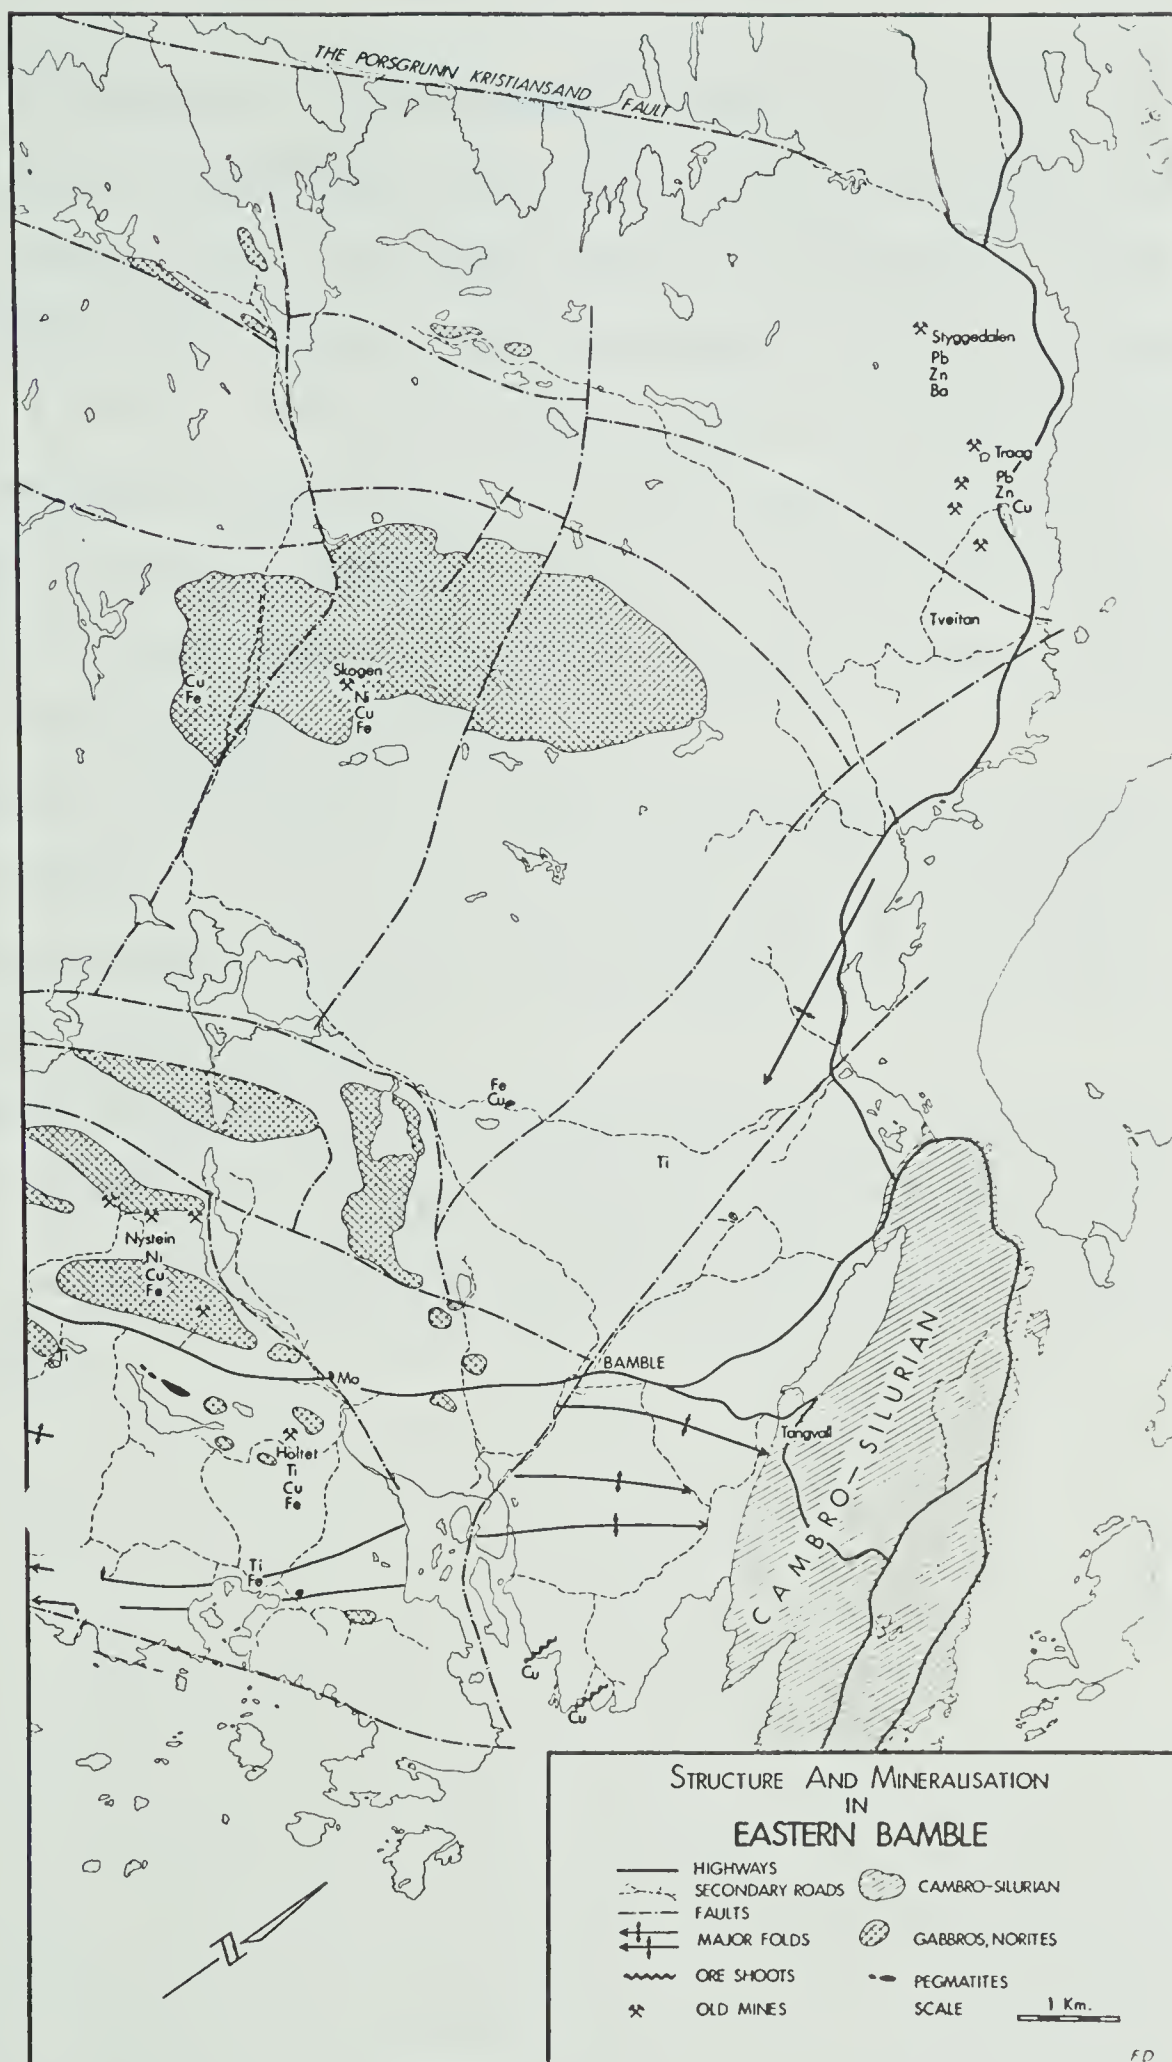 THE PORSGRUNN KRISTIANSAND FAULT
Styggedalen
Pb
Zn
Ba
Traag
Pb
Zn
Cu
Tveitan
Skogen
Ni
Cu
Fe
Cu
Fe
Fe
Cu
Ti
Nystein
Ni
Cu
Fe
Ti
BAMBLE
Mo
Tangvall
Holtet
Ti
Cu
Fe
CAMBRO-SILURIAN
Ti
Fe
Cu
Cu
N
STRUCTURE AND MINERALISATION
IN
EASTERN BAMBLE
HIGHWAYS
SECONDARY ROADS
FAULTS
MAJOR FOLDS
ORE SHOOTS
OLD MINES
CAMBRO-SILURIAN
GABBROS, NORITES
PEGMATITES
SCALE 1 Km.
F.D.